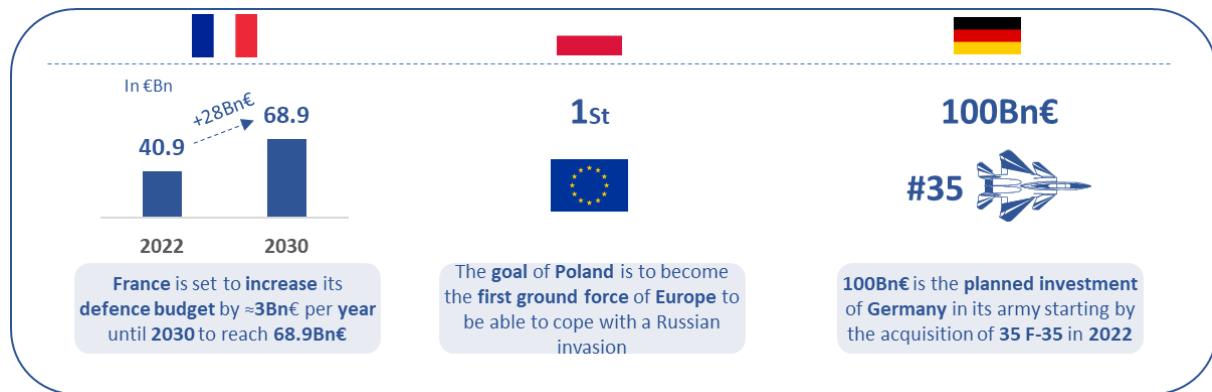 In €Bn
+28Bn€
40.9
68.9
2022
2030
France is set to increase its
defence budget by ≈3Bn€ per year
until 2030 to reach 68.9Bn€
1St
The goal of Poland is to become
the first ground force of Europe to
be able to cope with a Russian
invasion
100Bn€
#35
100Bn€ is the planned investment
of Germany in its army starting by
the acquisition of 35 F-35 in 2022